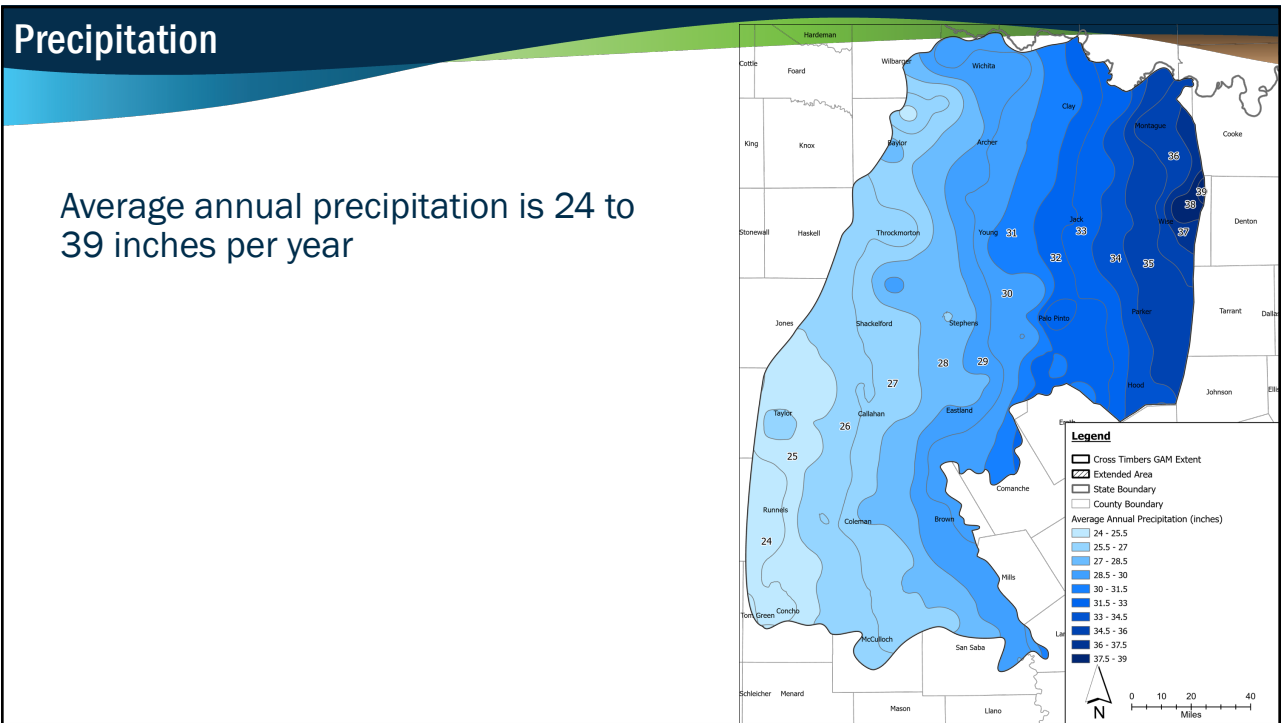 Precipitation
Average annual precipitation is 24 to
39 inches per year
Hardeman
Cottle
Foard
Wilbarger
Wichita
Clay
Montague
Cooke
King
Knox
Baylor
Archer
36
39
38
Stonewall
Haskell
Throckmorton
Young
31
Jack
33
Wise
37
Denton
32
34
35
30
Jones
Shackelford
Stephens
Palo Pinto
Parker
Tarrant
Dallas
28
29
27
Hood
Johnson
Taylor
Callahan
Eastland
26
25
Comanche
Runnels
Coleman
Brown
24
Mills
Tom Green
Concho
McCulloch
San Saba
Schleicher
Menard
Mason
Llano
Legend
Cross Timbers GAM Extent
Extended Area
State Boundary
County Boundary
Average Annual Precipitation (inches)
24 - 25.5
25.5 - 27
27 - 28.5
28.5 - 30
30 - 31.5
31.5 - 33
33 - 34.5
34.5 - 36
36 - 37.5
37.5 - 39
N
0 10 20 40
Miles